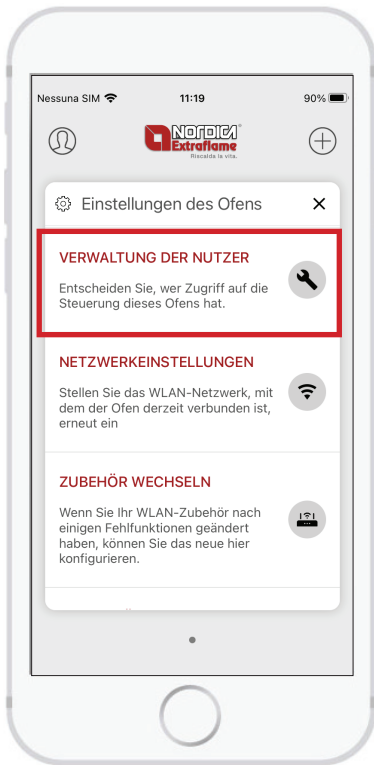 Nessuna SIM 11:19 90%
NORDICA
Extraflame
Riscalda la vita.
Einstellungen des Ofens
VERWALTUNG DER NUTZER
Entscheiden Sie, wer Zugriff auf die
Steuerung dieses Ofens hat.
NETZWERKEINSTELLUNGEN
Stellen Sie das WLAN-Netzwerk, mit
dem der Ofen derzeit verbunden ist,
erneut ein
ZUBEHÖR WECHSELN
Wenn Sie Ihr WLAN-Zubehör nach
einigen Fehlfunktionen geändert
haben, können Sie das neue hier
konfigurieren.